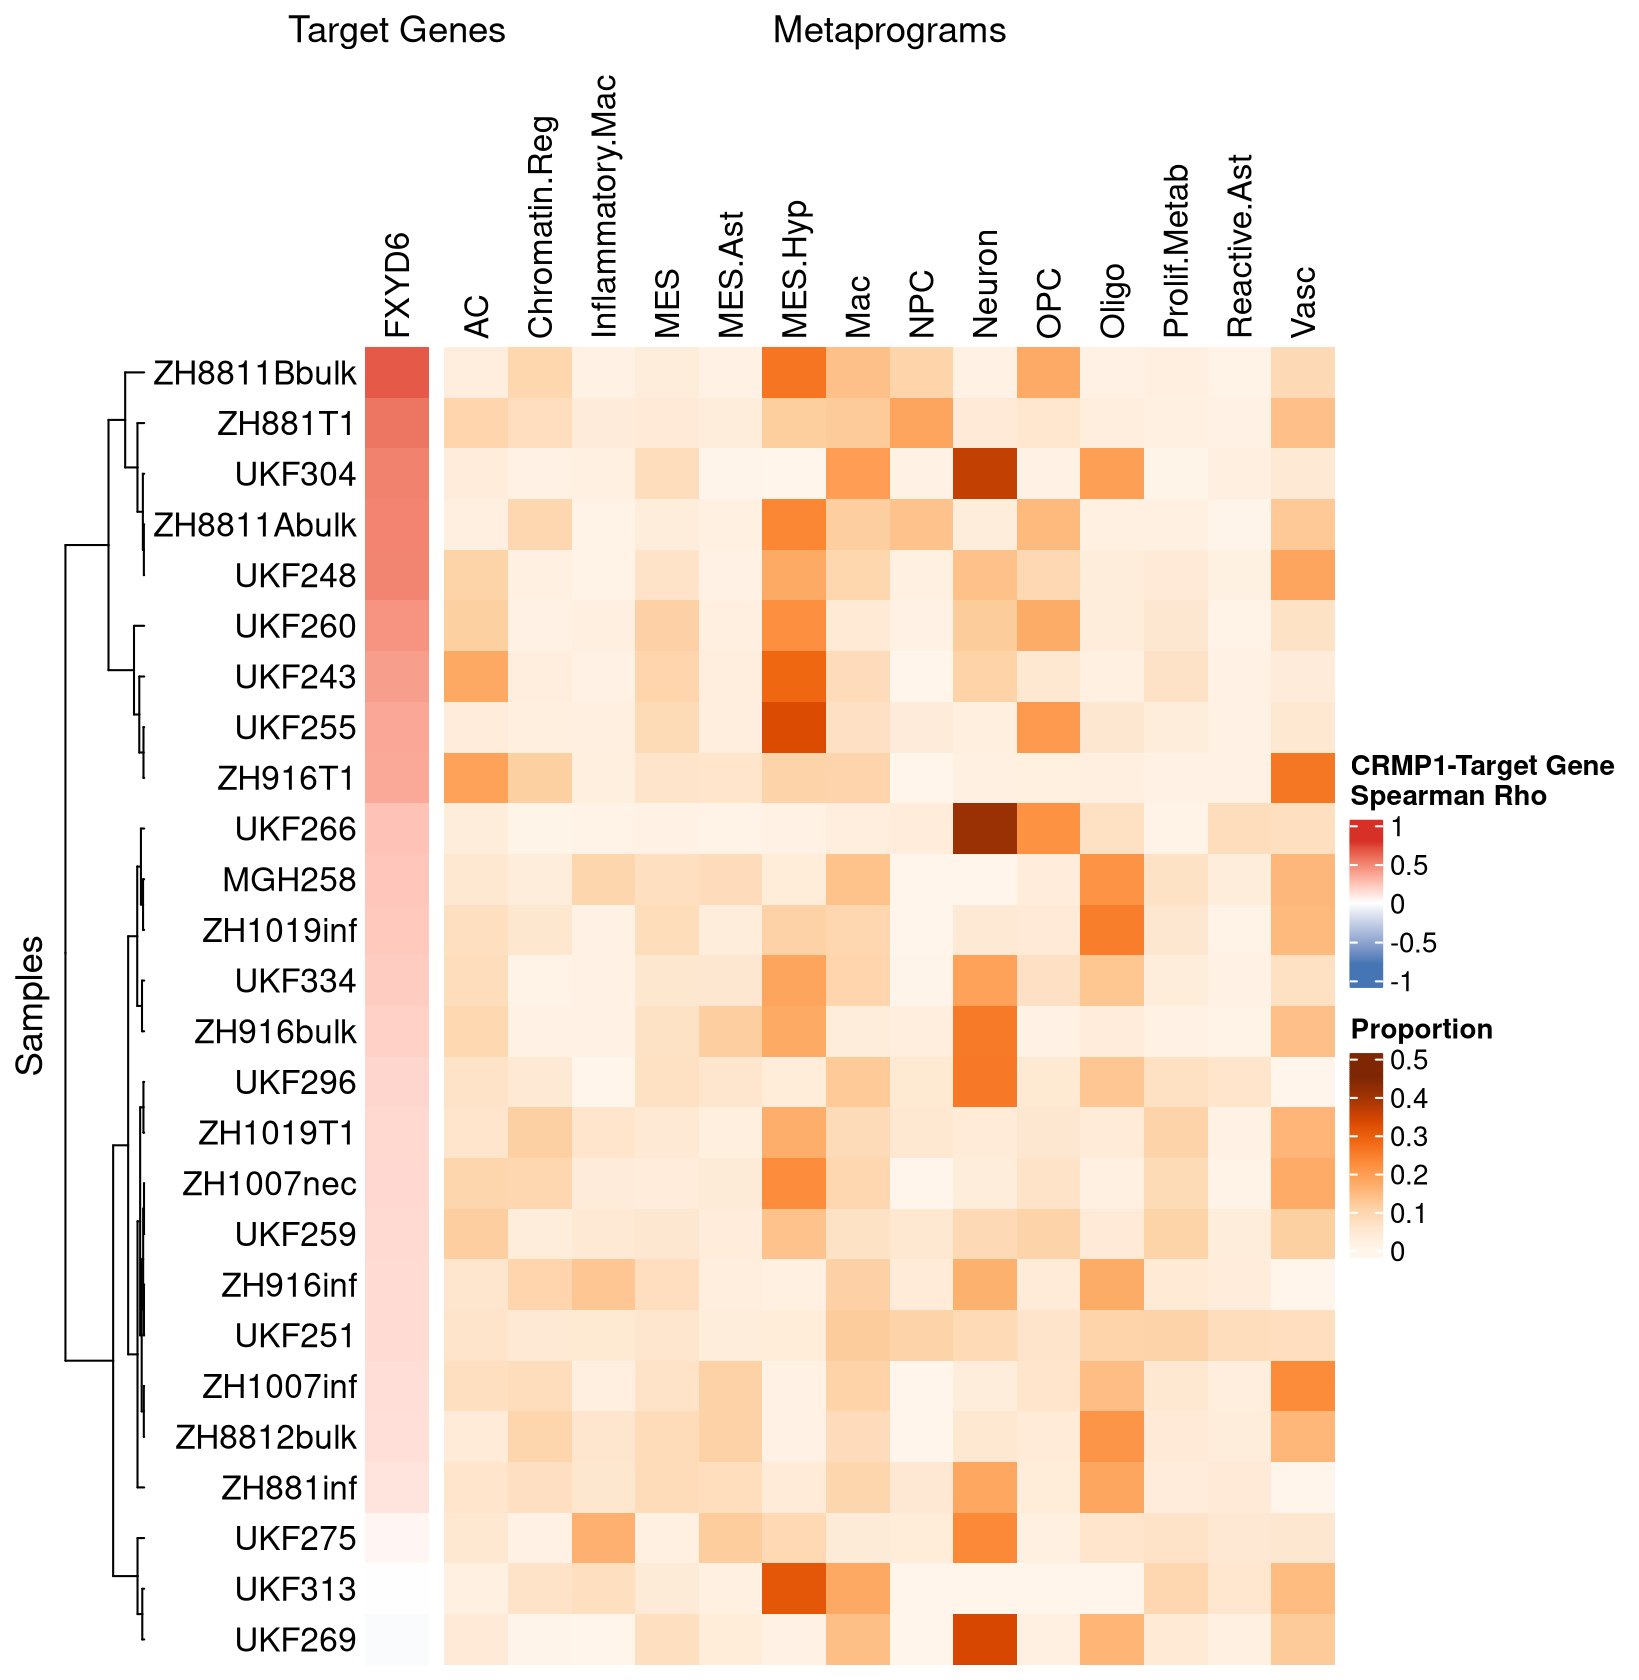 Target Genes
Metaprograms
FXYD6
AC
Chromatin.Reg
Inflammatory.Mac
MES
MES.Ast
MES.Hyp
Mac
NPC
Neuron
OPC
Oligo
Prolif.Metab
Reactive.Ast
Vasc
Samples
ZH8811Bbulk
ZH881T1
UKF304
ZH8811Abulk
UKF248
UKF260
UKF243
UKF255
ZH916T1
UKF266
MGH258
ZH1019inf
UKF334
ZH916bulk
UKF296
ZH1019T1
ZH1007nec
UKF259
ZH916inf
UKF251
ZH1007inf
ZH8812bulk
ZH881inf
UKF275
UKF313
UKF269
CRMP1-Target Gene
Spearman Rho
1
0.5
0
-0.5
-1
Proportion
0.5
0.4
0.3
0.2
0.1
0